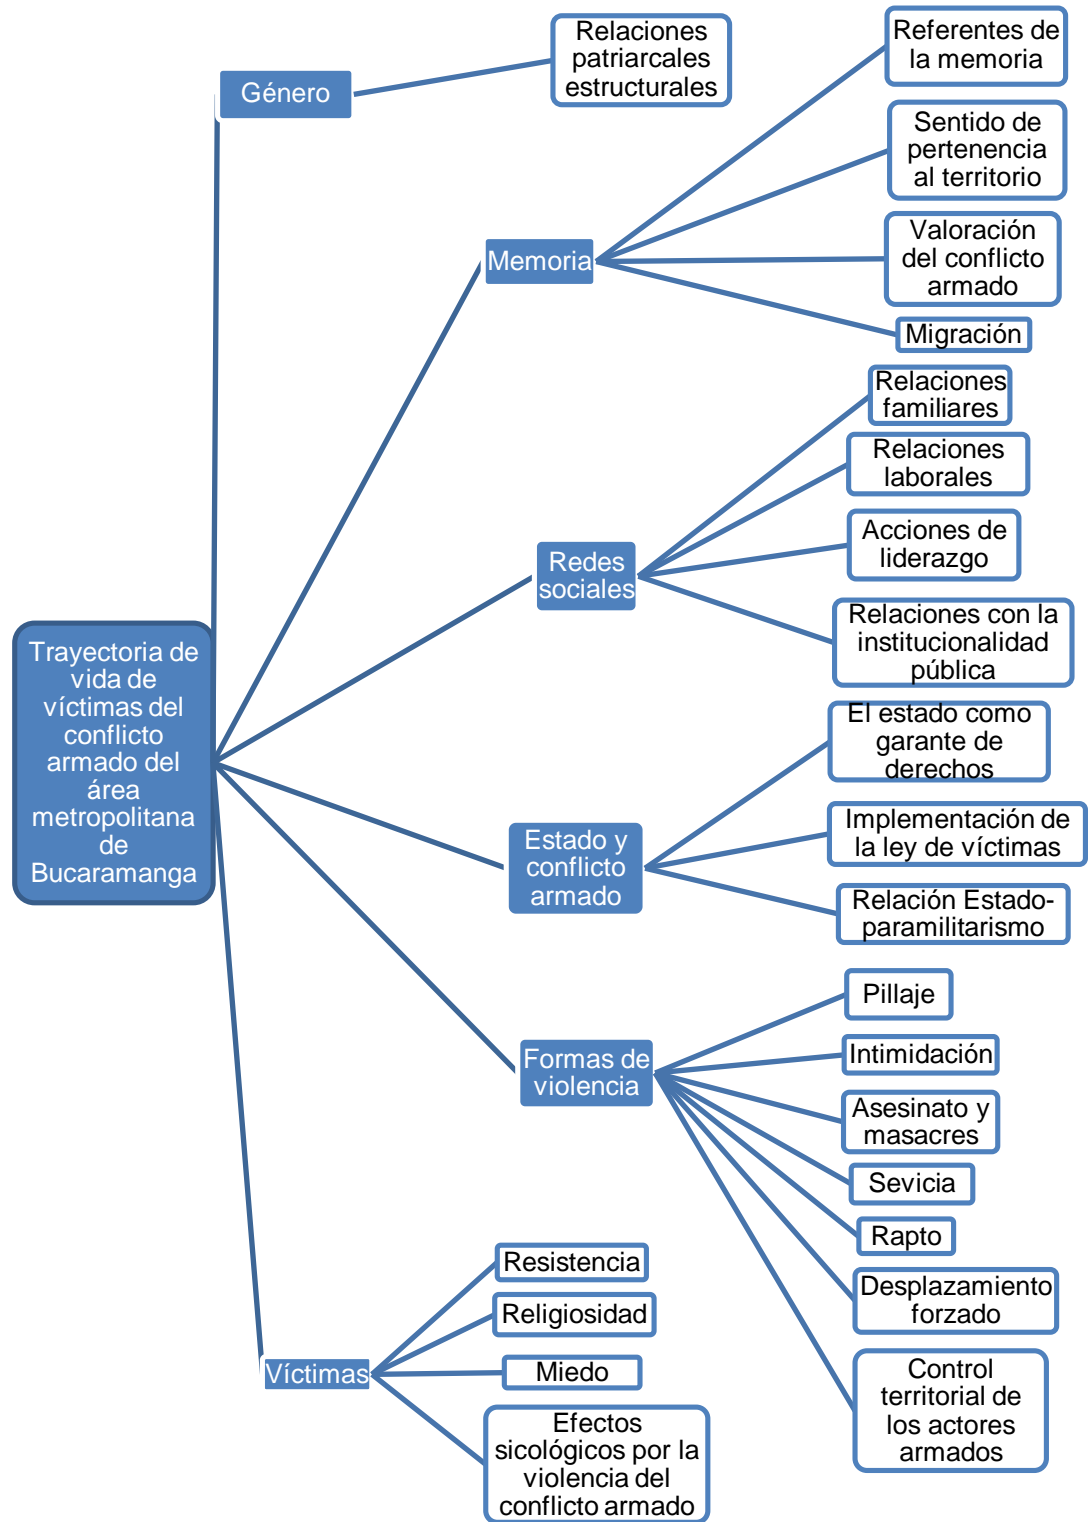 Trayectoria de
vida de
víctimas del
conflicto
armado del
área
metropolitana
de
Bucaramanga
Género
Relaciones
patriarcales
estructurales
Memoria
Referentes de
la memoria
Sentido de
pertenencia
al territorio
Valoración
del conflicto
armado
Migración
Redes
sociales
Relaciones
familiares
Relaciones
laborales
Acciones de
liderazgo
Relaciones con la
institucionalidad
pública
Estado y
conflicto
armado
El estado como
garante de
derechos
Implementación de
la ley de víctimas
Relación Estado-
paramilitarismo
Formas de
violencia
Pillaje
Intimidación
Asesinato y
masacres
Sevicia
Rapto
Desplazamiento
forzado
Control
territorial de
los actores
armados
Víctimas
Resistencia
Religiosidad
Miedo
Efectos
sicológicos por la
violencia del
conflicto armado